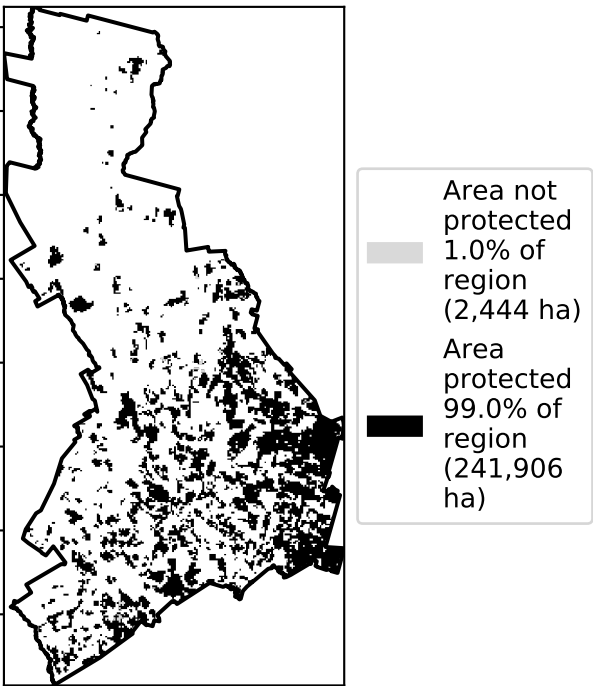 Area not
protected
1.0% of
region
(2,444 ha)
Area
protected
99.0% of
region
(241,906
ha)